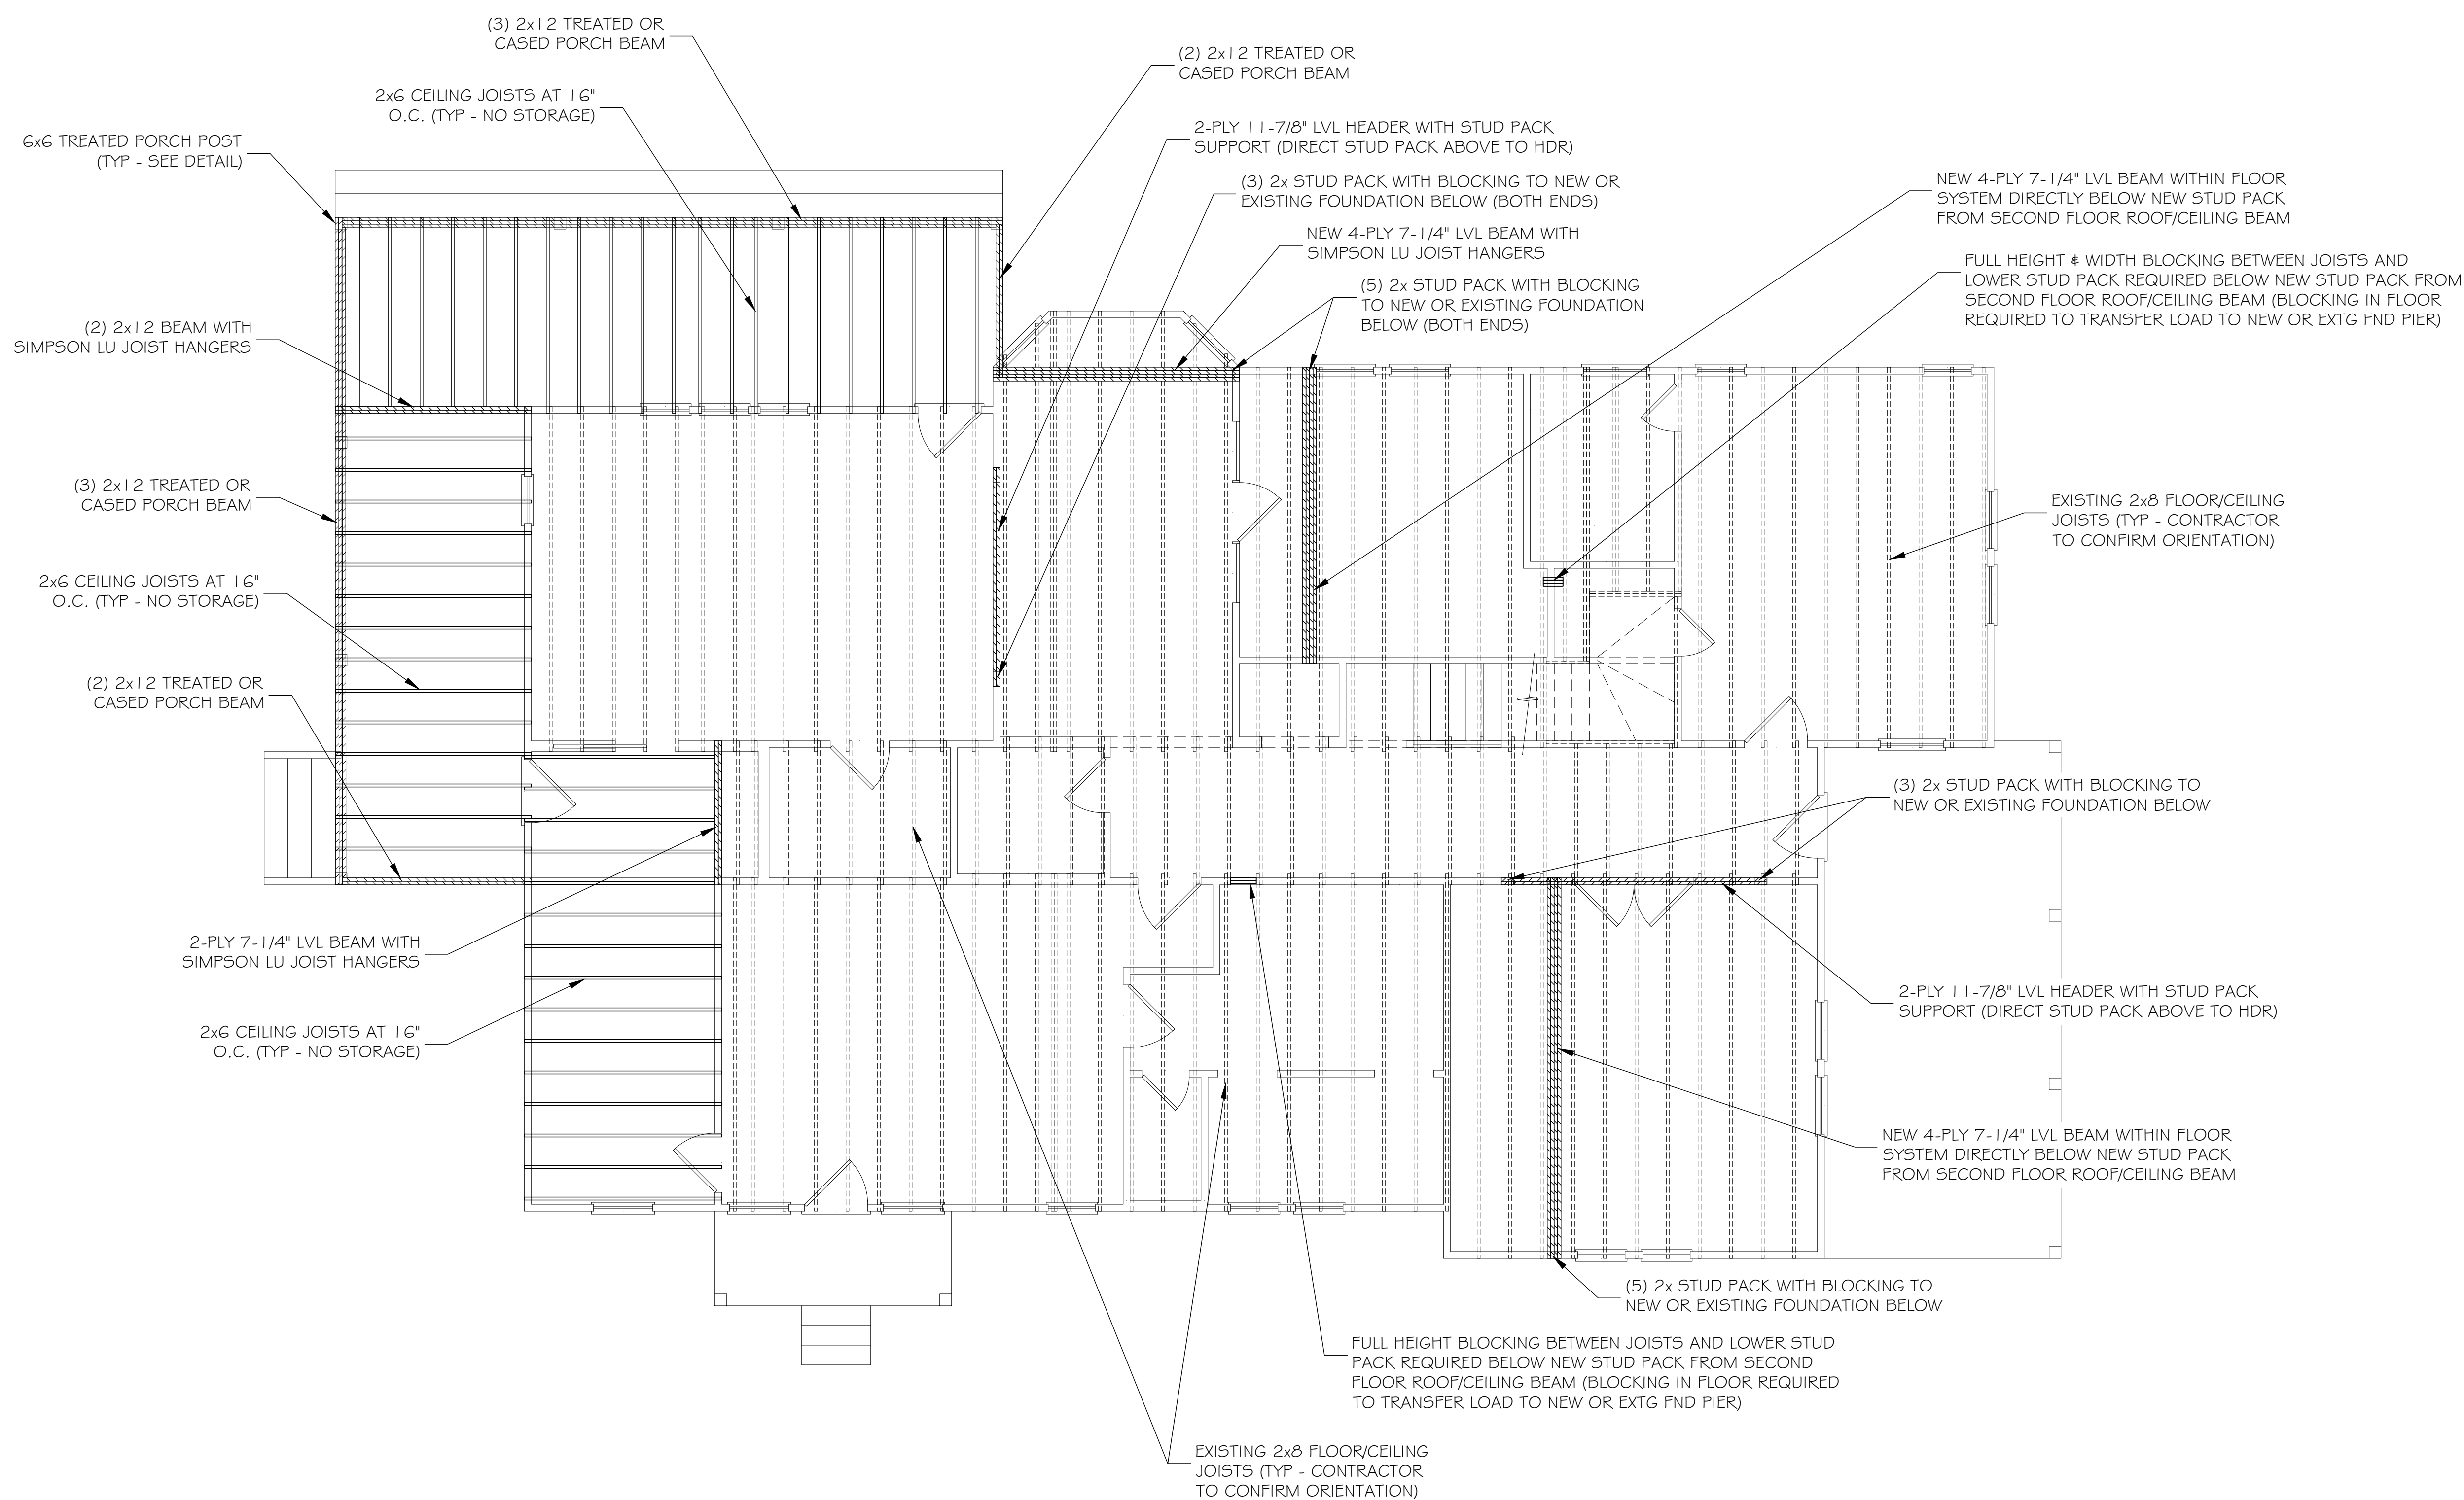 (3) 2x12 TREATED OR
CASED PORCH BEAM
(2) 2x12 TREATED OR
CASED PORCH BEAM
2x6 CEILING JOISTS AT 16"
O.C. (TYP - NO STORAGE)
6x6 TREATED PORCH POST
(TYP - SEE DETAIL)
2-PLY 11-7/8" LVL HEADER WITH STUD PACK
SUPPORT (DIRECT STUD PACK ABOVE TO HDR)
(3) 2x STUD PACK WITH BLOCKING TO NEW OR
EXISTING FOUNDATION BELOW (BOTH ENDS)
NEW 4-PLY 7-1/4" LVL BEAM WITH
SIMPSON LU JOIST HANGERS
(5) 2x STUD PACK WITH BLOCKING
TO NEW OR EXISTING FOUNDATION
BELOW (BOTH ENDS)
NEW 4-PLY 7-1/4" LVL BEAM WITHIN FLOOR
SYSTEM DIRECTLY BELOW NEW STUD PACK
FROM SECOND FLOOR ROOF/CEILING BEAM
FULL HEIGHT & WIDTH BLOCKING BETWEEN JOISTS AND
LOWER STUD PACK REQUIRED BELOW NEW STUD PACK FROM
SECOND FLOOR ROOF/CEILING BEAM (BLOCKING IN FLOOR
REQUIRED TO TRANSFER LOAD TO NEW OR EXTG FND PIER)
(2) 2x12 BEAM WITH
SIMPSON LU JOIST HANGERS
(3) 2x12 TREATED OR
CASED PORCH BEAM
EXISTING 2x8 FLOOR/CEILING
JOISTS (TYP - CONTRACTOR
TO CONFIRM ORIENTATION)
2x6 CEILING JOISTS AT 16"
O.C. (TYP - NO STORAGE)
(2) 2x12 TREATED OR
CASED PORCH BEAM
(3) 2x STUD PACK WITH BLOCKING TO
NEW OR EXISTING FOUNDATION BELOW
2-PLY 7-1/4" LVL BEAM WITH
SIMPSON LU JOIST HANGERS
2-PLY 11-7/8" LVL HEADER WITH STUD PACK
SUPPORT (DIRECT STUD PACK ABOVE TO HDR)
2x6 CEILING JOISTS AT 16"
O.C. (TYP - NO STORAGE)
NEW 4-PLY 7-1/4" LVL BEAM WITHIN FLOOR
SYSTEM DIRECTLY BELOW NEW STUD PACK
FROM SECOND FLOOR ROOF/CEILING BEAM
(5) 2x STUD PACK WITH BLOCKING TO
NEW OR EXISTING FOUNDATION BELOW
FULL HEIGHT BLOCKING BETWEEN JOISTS AND LOWER STUD
PACK REQUIRED BELOW NEW STUD PACK FROM SECOND
FLOOR ROOF/CEILING BEAM (BLOCKING IN FLOOR REQUIRED
TO TRANSFER LOAD TO NEW OR EXTG FND PIER)
EXISTING 2x8 FLOOR/CEILING
JOISTS (TYP - CONTRACTOR
TO CONFIRM ORIENTATION)